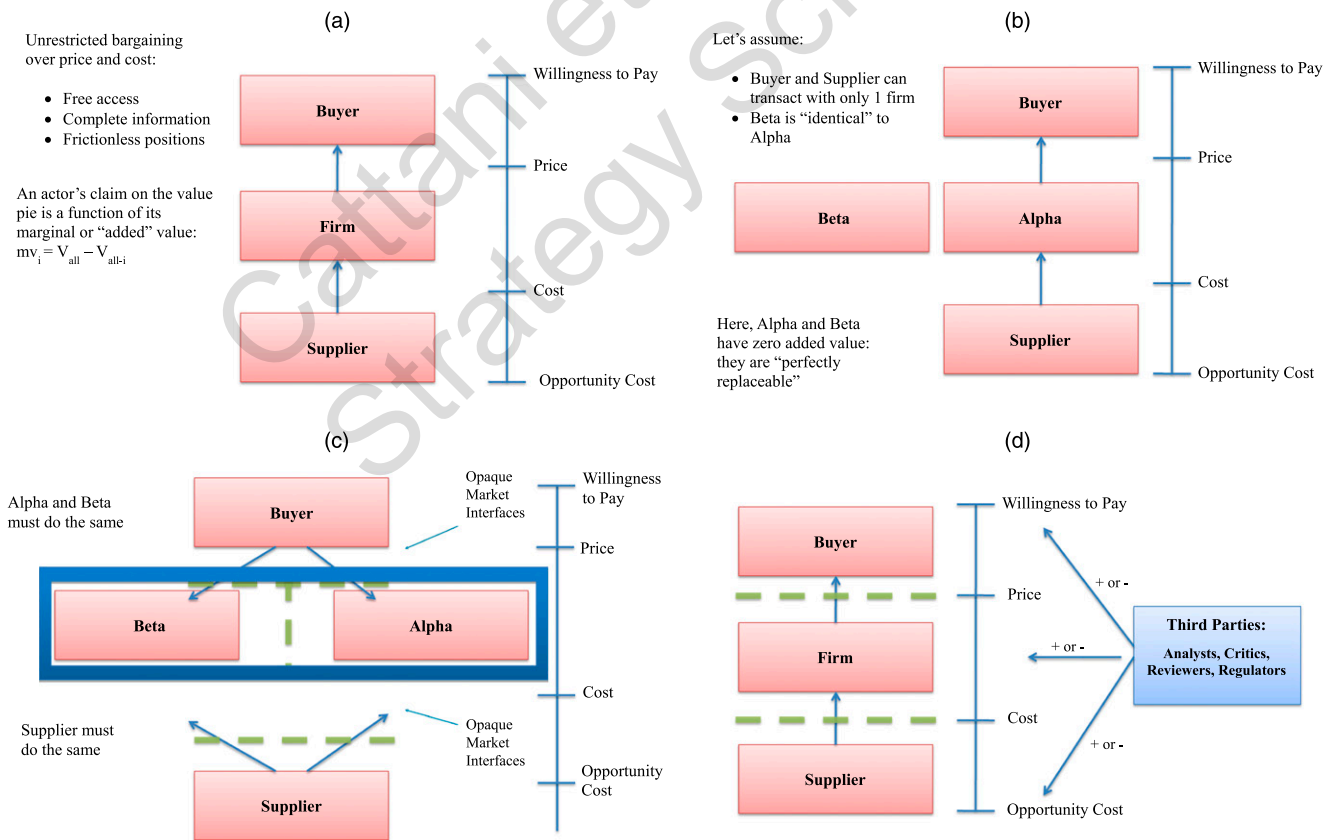 (a)
Unrestricted bargaining
over price and cost:
• Free access
• Complete information
• Frictionless positions
An actor's claim on the value
pie is a function of its
marginal or "added" value:
mv_i = V_all – V_all-i
Buyer
Firm
Supplier
Willingness to Pay
Price
Cost
Opportunity Cost
(b)
Let's assume:
• Buyer and Supplier can
transact with only 1 firm
• Beta is "identical" to
Alpha
Here, Alpha and Beta
have zero added value:
they are "perfectly
replaceable"
Buyer
Beta
Alpha
Supplier
Willingness to Pay
Price
Cost
Opportunity Cost
(c)
Alpha and Beta
must do the same
Supplier must
do the same
Buyer
Beta
Alpha
Supplier
Opaque
Market
Interfaces
Opaque
Market
Interfaces
Willingness
to Pay
Price
Cost
Opportunity
Cost
(d)
Buyer
Firm
Supplier
Willingness to Pay
Price
Cost
Opportunity Cost
+ or -
+ or -
+ or -
Third Parties:
Analysts, Critics,
Reviewers, Regulators
Cattani e
Strategy Sc